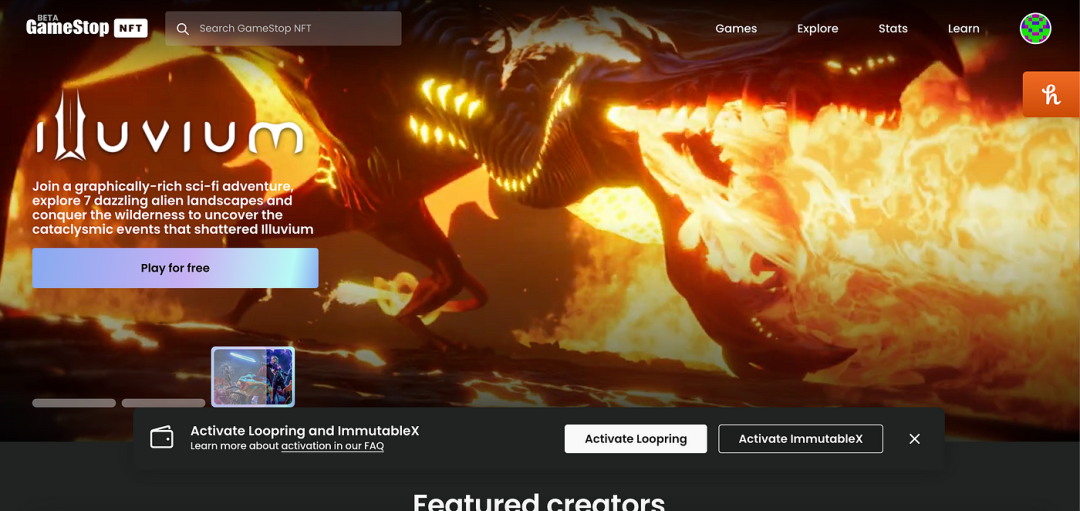 BETA
GameStop NFT
Search GameStop NFT
Games
Explore
Stats
Learn
ILLUVIUM
Join a graphically-rich sci-fi adventure,
explore 7 dazzling alien landscapes and
conquer the wilderness to uncover the
cataclysmic events that shattered Illuvium
Play for free
Activate Loopring and ImmutableX
Learn more about activation in our FAQ
Activate Loopring
Activate ImmutableX
Featured creators